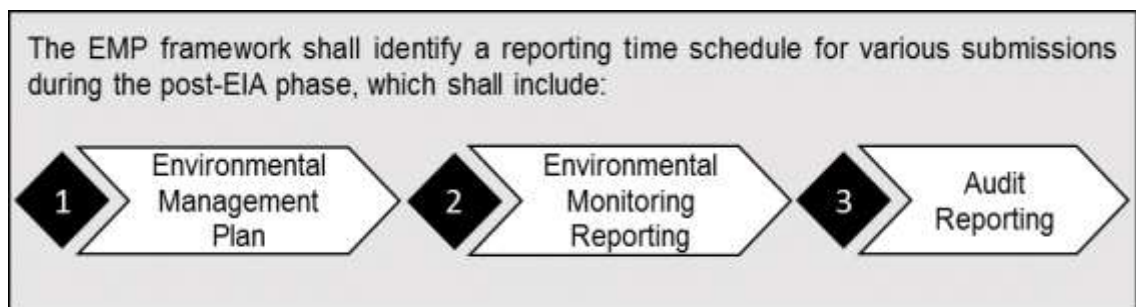 The EMP framework shall identify a reporting time schedule for various submissions
during the post-EIA phase, which shall include:
1
Environmental
Management
Plan
2
Environmental
Monitoring
Reporting
3
Audit
Reporting